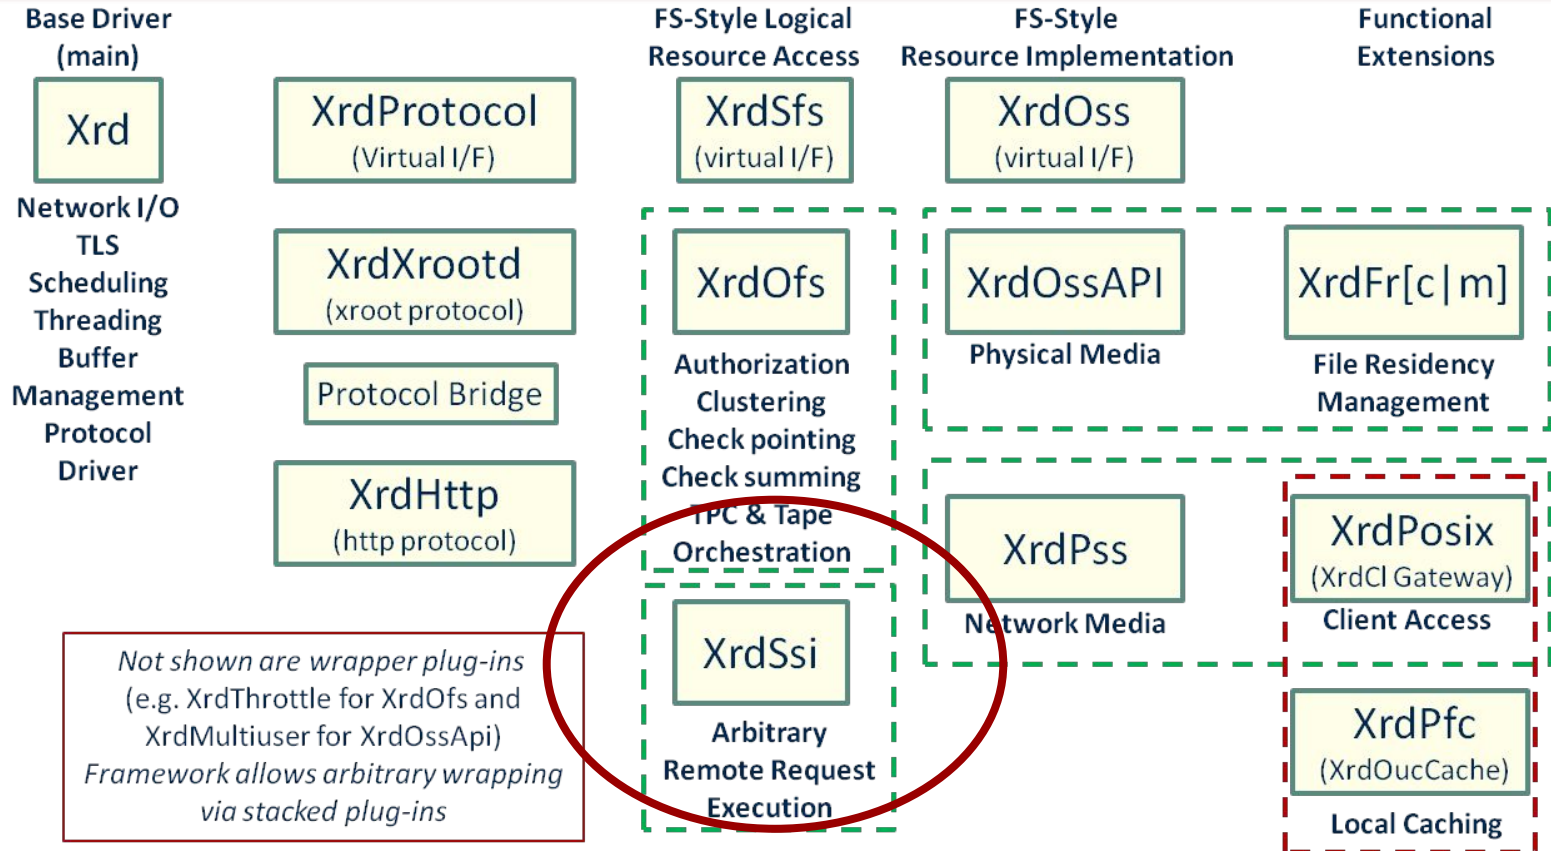 Base Driver
(main)
Xrd
Network I/O
TLS
Scheduling
Threading
Buffer
Management
Protocol
Driver
XrdProtocol
(Virtual I/F)
XrdXrootd
(xroot protocol)
Protocol Bridge
XrdHttp
(http protocol)
Not shown are wrapper plug-ins
(e.g. XrdThrottle for XrdOfs and
XrdMultiuser for XrdOssApi)
Framework allows arbitrary wrapping
via stacked plug-ins
FS-Style Logical
Resource Access
XrdSfs
(virtual I/F)
XrdOfs
Authorization
Clustering
Check pointing
Check summing
TPC & Tape
Orchestration
XrdSsi
Arbitrary
Remote Request
Execution
FS-Style
Resource Implementation
XrdOss
(virtual I/F)
XrdOssAPI
Physical Media
XrdPss
Network Media
Functional
Extensions
XrdFr[c|m]
File Residency
Management
XrdPosix
(XrdCl Gateway)
Client Access
XrdPfc
(XrdOucCache)
Local Caching